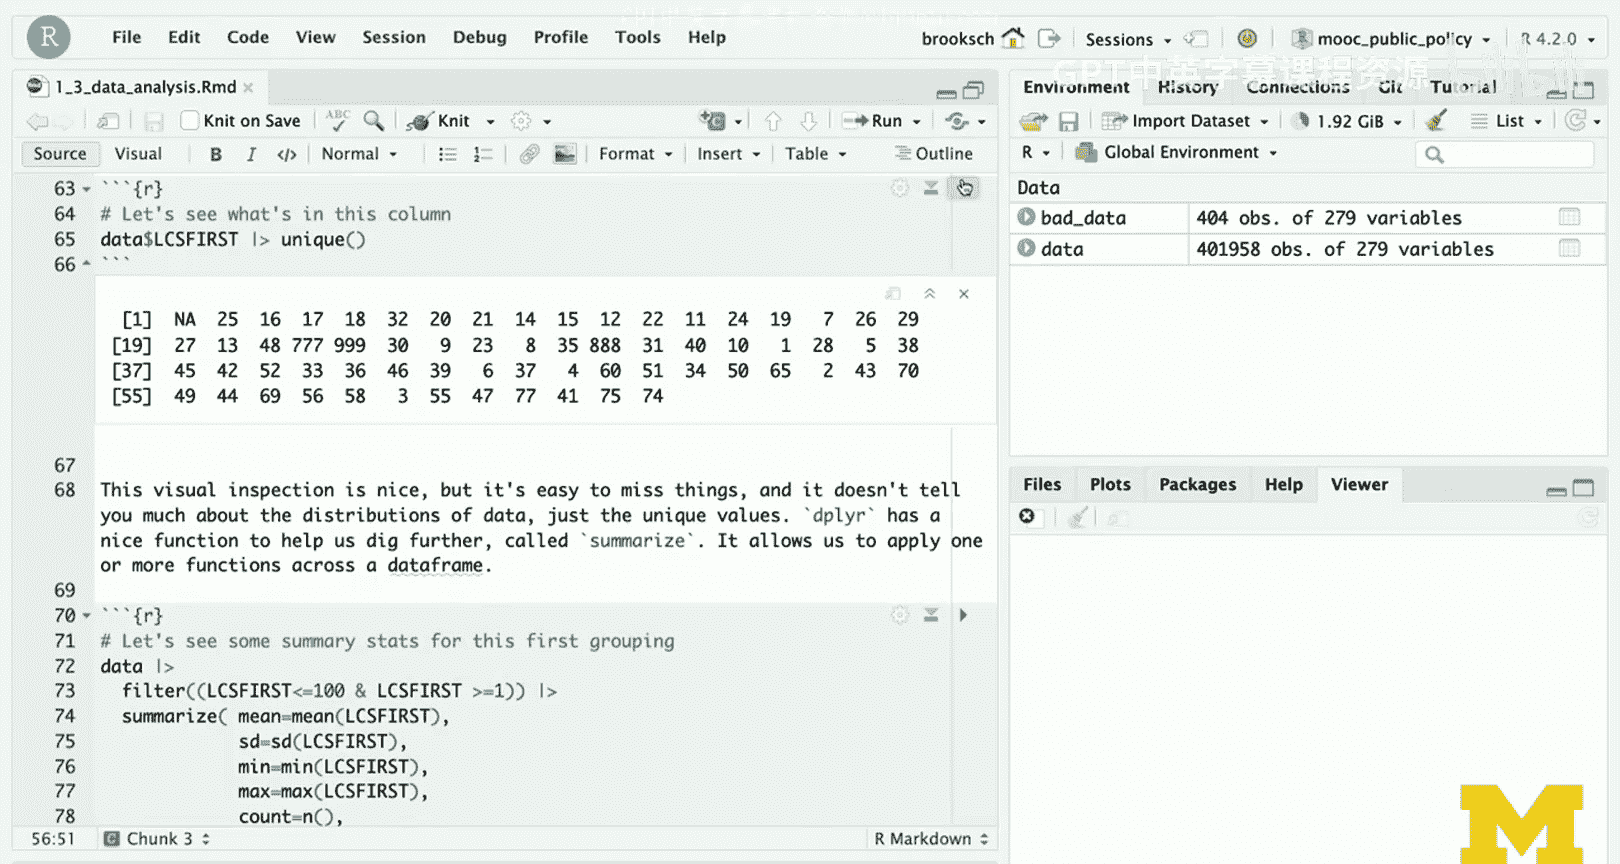 File Edit Code View Session Debug Profile Tools Help
brooksch Sessions mooc_public_policy R 4.2.0
GPT中英字幕课程资源
1_3_data_analysis.Rmd
Knit on Save ABC Knit Run
Source Visual B I </> Normal Format Insert Table Outline
63 ```{r}
64 # Let's see what's in this column
65 data$LCSFIRST |> unique()
66 ```
[1] NA 25 16 17 18 32 20 21 14 15 12 22 11 24 19 7 26 29
[19] 27 13 48 777 999 30 9 23 8 35 888 31 40 10 1 28 5 38
[37] 45 42 52 33 36 46 39 6 37 4 60 51 34 50 65 2 43 70
[55] 49 44 69 56 58 3 55 47 77 41 75 74
67
68 This visual inspection is nice, but it's easy to miss things, and it doesn't tell
you much about the distributions of data, just the unique values. `dplyr` has a
nice function to help us dig further, called `summarize`. It allows us to apply one
or more functions across a dataframe.
69
70 ```{r}
71 # Let's see some summary stats for this first grouping
72 data |>
73 filter((LCSFIRST<=100 & LCSFIRST >=1)) |>
74 summarize( mean=mean(LCSFIRST),
75 sd=sd(LCSFIRST),
76 min=min(LCSFIRST),
77 max=max(LCSFIRST),
78 count=n(),
56:51 Chunk 3 R Markdown
Environment History Connections Git Tutorial
Import Dataset 1.92 GiB List
R Global Environment
Data
bad_data 404 obs. of 279 variables
data 401958 obs. of 279 variables
Files Plots Packages Help Viewer
M